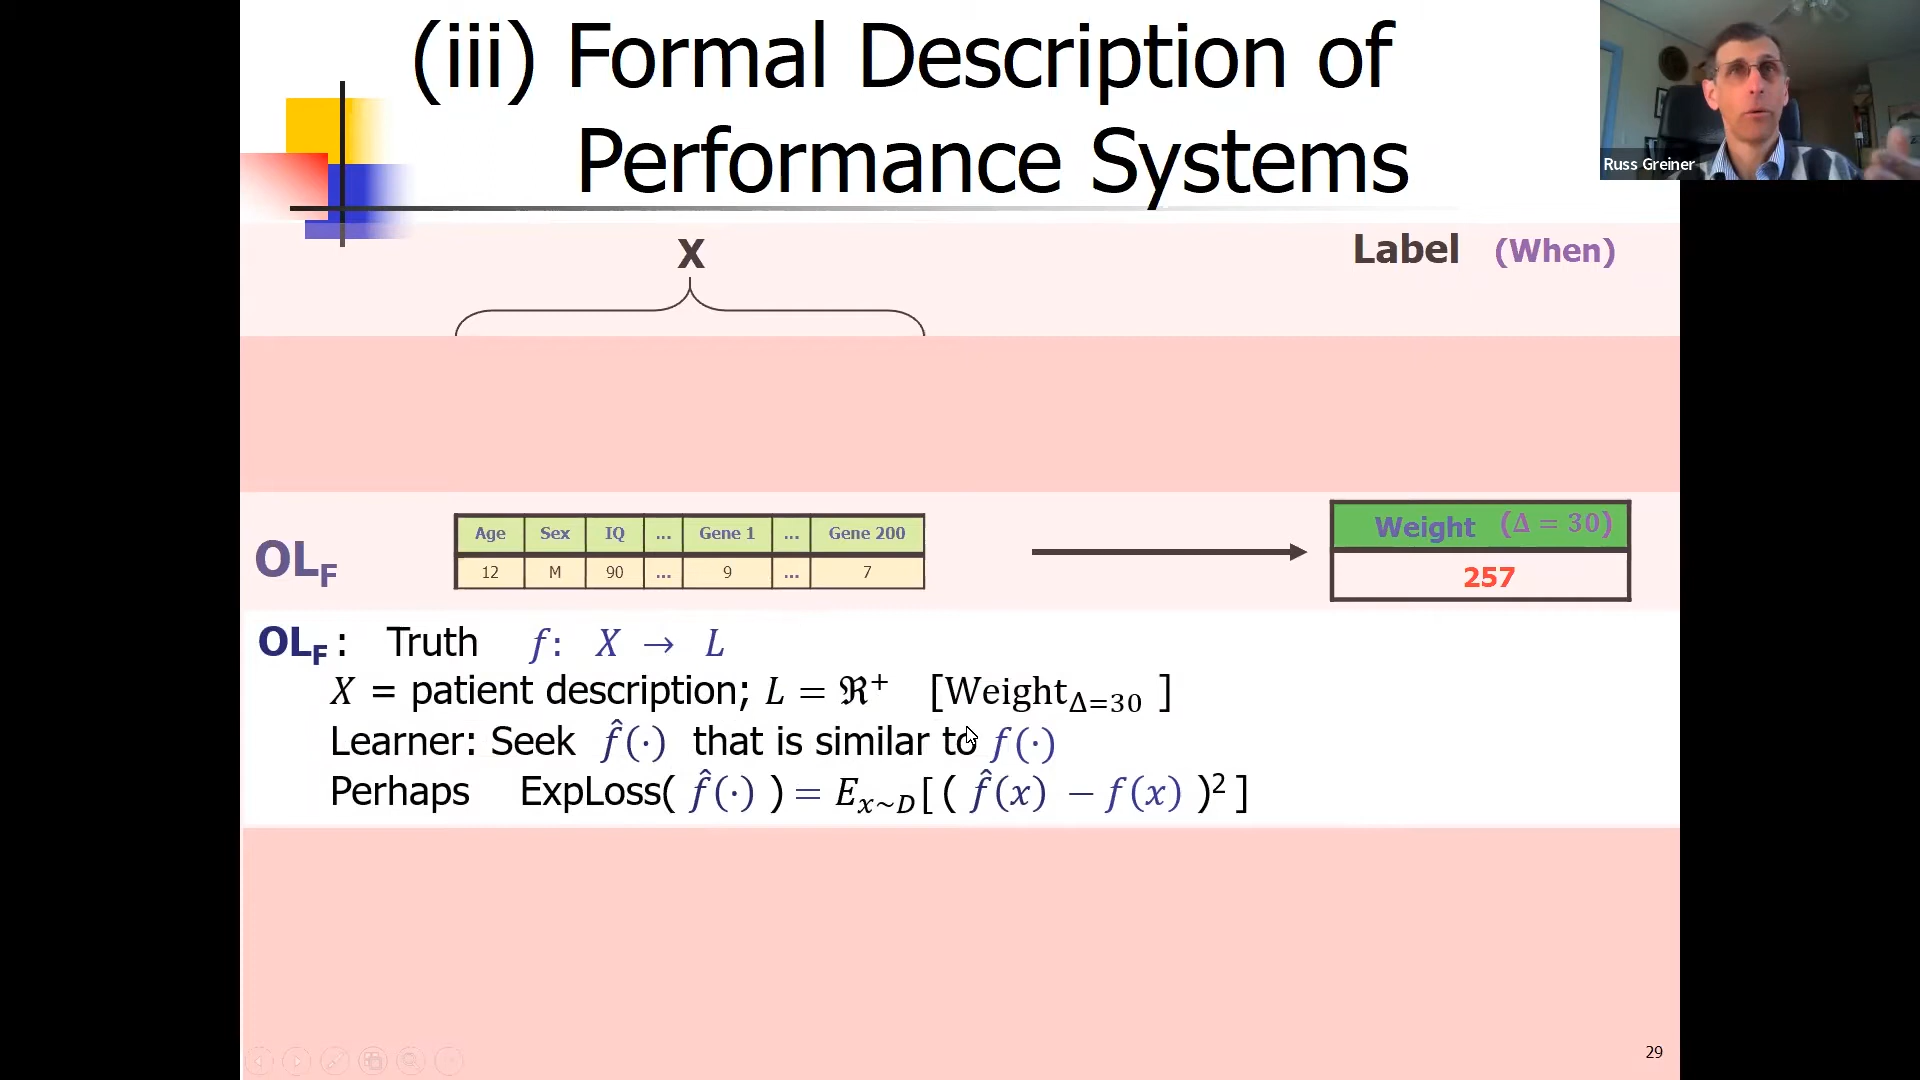 (iii) Formal Description of
Performance Systems
Russ Greiner
X
Label (When)
OL_F
Age Sex IQ ... Gene 1 ... Gene 200
12 M 90 ... 9 ... 7
Weight (Δ = 30)
257
OL_F : Truth f: X → L
X = patient description; L = ℜ⁺ [Weight_Δ=30 ]
Learner: Seek f̂(·) that is similar to f(·)
Perhaps ExpLoss( f̂(·) ) = E_x~D [ ( f̂(x) − f(x) )² ]
29